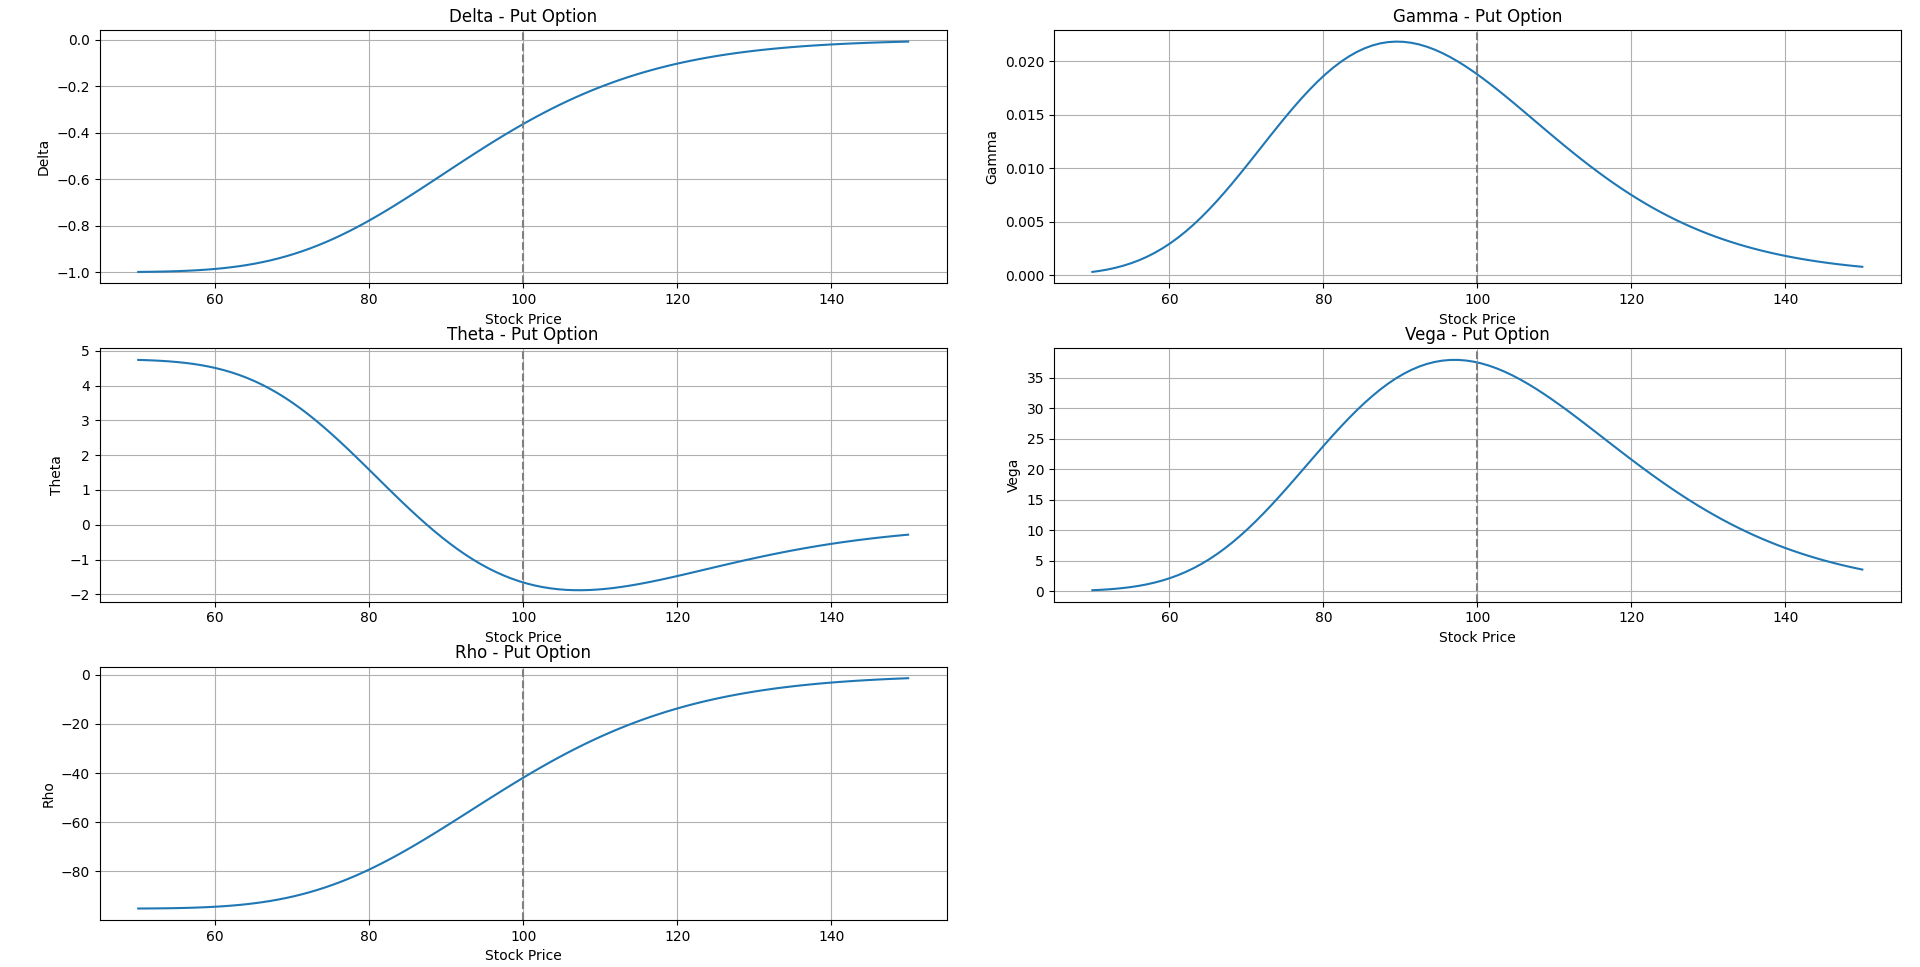 Delta - Put Option
0.0
−0.2
−0.4
−0.6
−0.8
−1.0
Delta
60 80 100 120 140
Stock Price
Gamma - Put Option
0.020
0.015
0.010
0.005
0.000
Gamma
60 80 100 120 140
Stock Price
Theta - Put Option
5
4
3
2
1
0
−1
−2
Theta
60 80 100 120 140
Stock Price
Vega - Put Option
35
30
25
20
15
10
5
0
Vega
60 80 100 120 140
Stock Price
Rho - Put Option
0
−20
−40
−60
−80
Rho
60 80 100 120 140
Stock Price